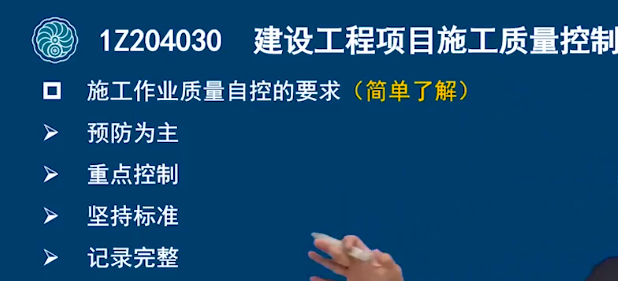 1Z204030 建设工程项目施工质量控制
施工作业质量自控的要求（简单了解）
预防为主
重点控制
坚持标准
记录完整